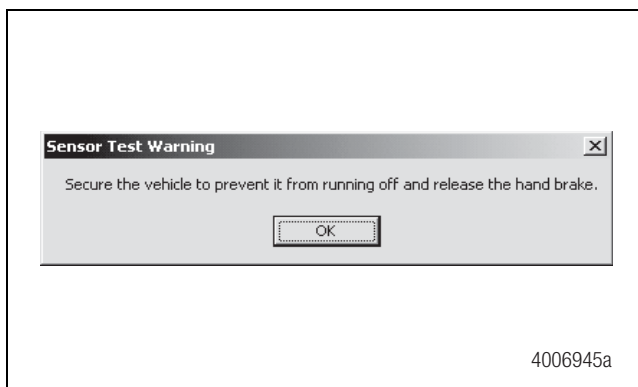 Sensor Test Warning
Secure the vehicle to prevent it from running off and release the hand brake.
OK
4006945a